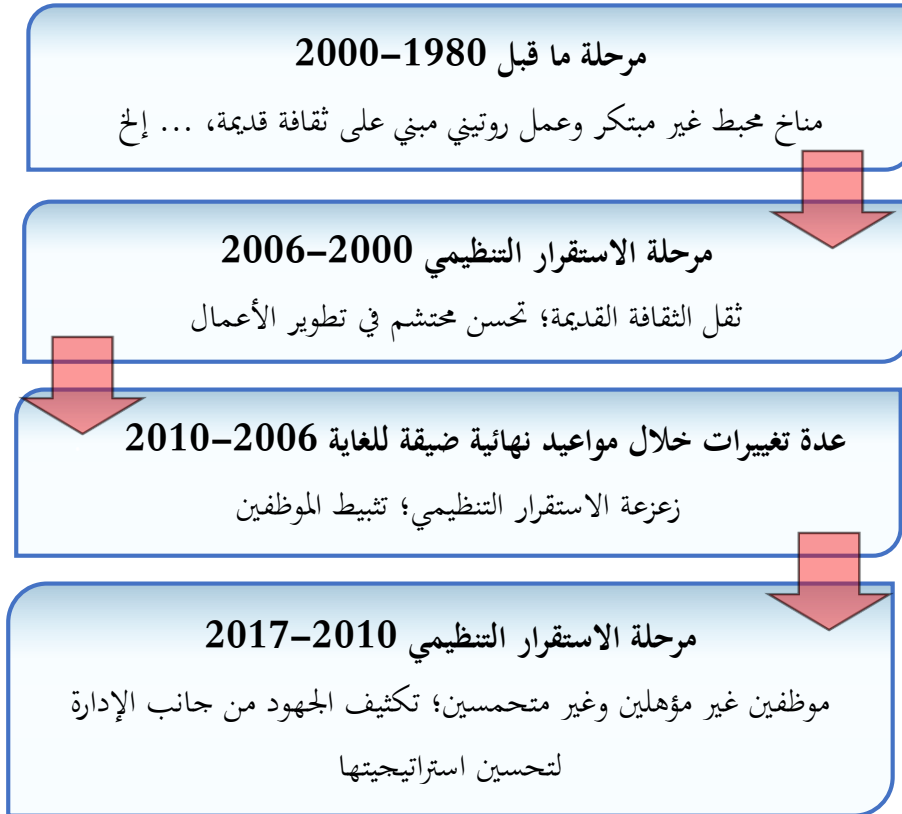 مرحلة ما قبل 1980–2000
مناخ محبط غير مبتكر وعمل روتيني مبني على ثقافة قديمة، ... إلخ
مرحلة الاستقرار التنظيمي 2000–2006
ثقل الثقافة القديمة؛ تحسن محتشم في تطوير الأعمال
عدة تغييرات خلال مواعيد نهائية ضيقة للغاية 2006–2010
زعزعة الاستقرار التنظيمي؛ تثبيط الموظفين
مرحلة الاستقرار التنظيمي 2010–2017
موظفين غير مؤهلين وغير متحمسين؛ تكثيف الجهود من جانب الإدارة
لتحسين استراتيجيتها